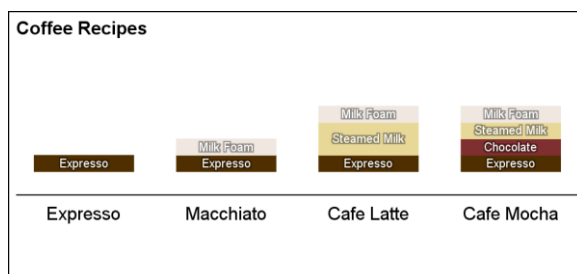 Coffee Recipes
Milk Foam Milk Foam
Steamed Milk Steamed Milk
Milk Foam Chocolate
Expresso Expresso Expresso Expresso
Expresso Macchiato Cafe Latte Cafe Mocha